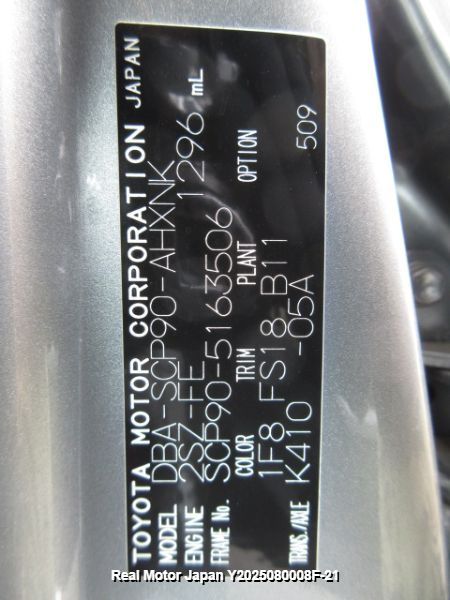 TOYOTA MOTOR CORPORATION JAPAN
MODEL DBA-SCP90-AHXNK
ENGINE 2SZ-FE 1296 mL
FRAME No. SCP90-5163506
COLOR TRIM PLANT OPTION
1F8 FS18 B11
TRANS./AXLE K410 -05A 509
Real Motor Japan Y2025080008F-21